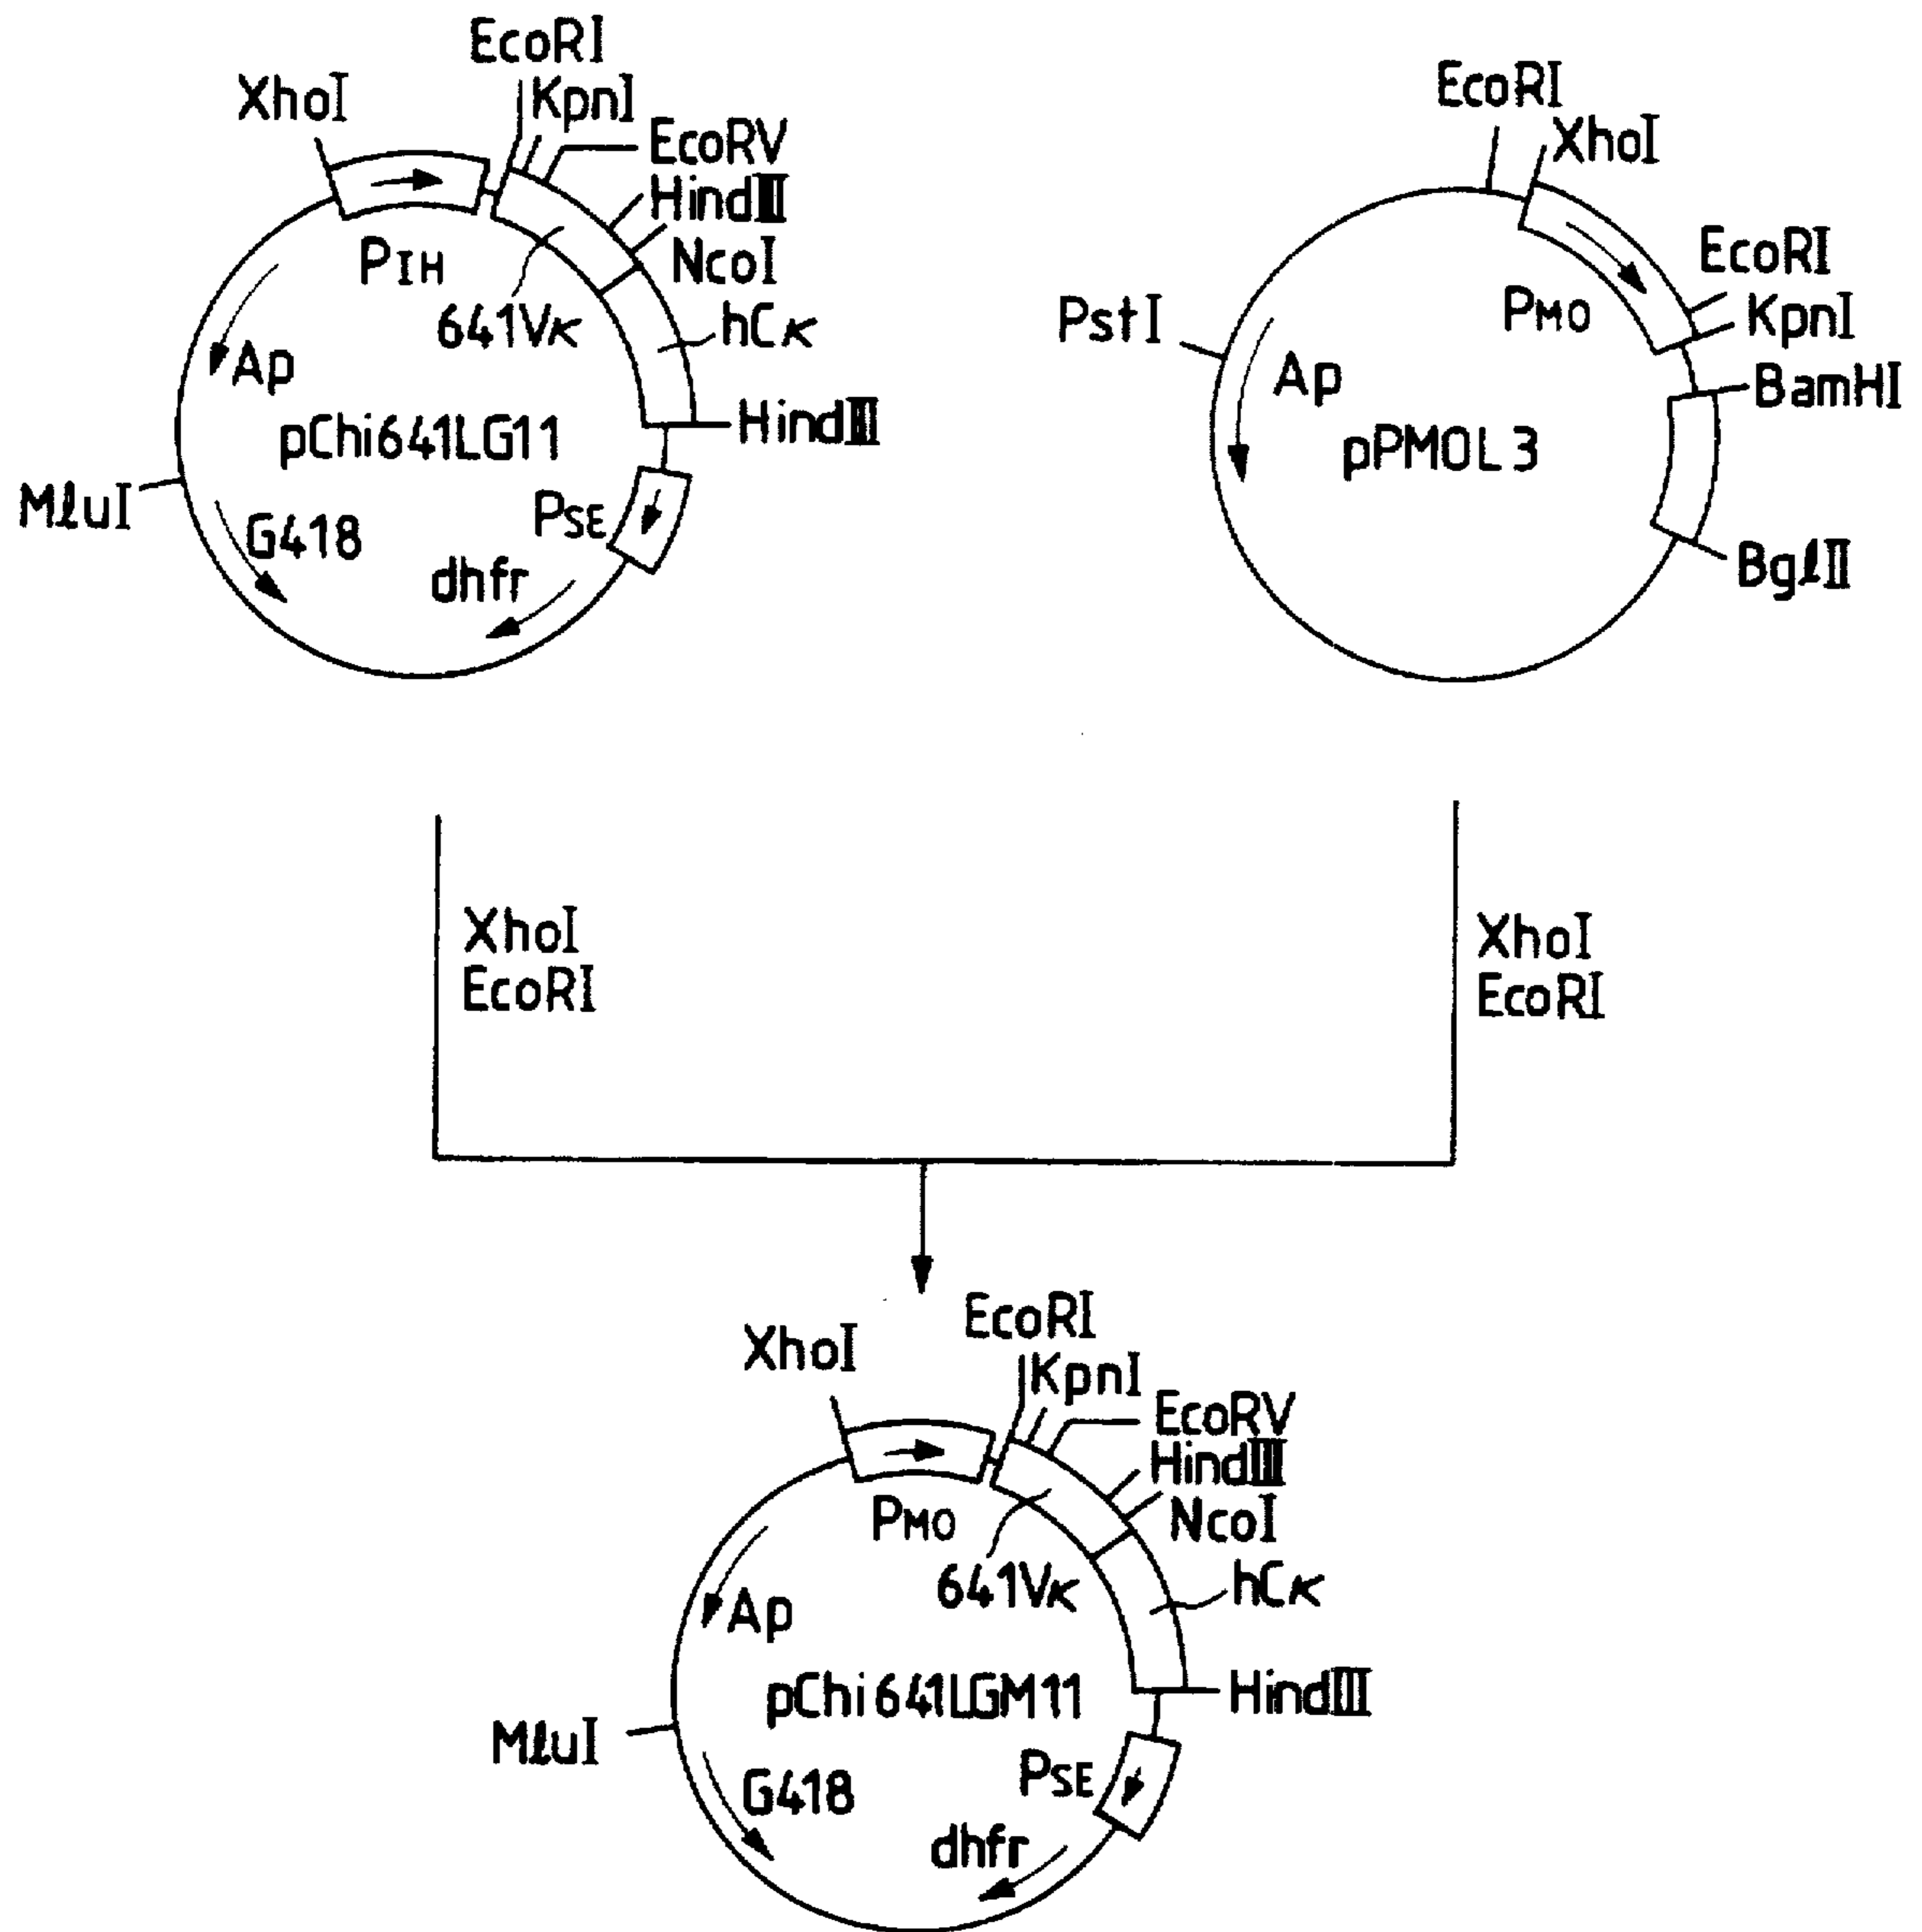 EcoRI
XhoI
KpnI
EcoRV
HindIII
NcoI
PIH
641Vκ
hCκ
Ap
pChi641LG11
HindIII
MluI
G418
PSE
dhfr
EcoRI
XhoI
EcoRI
KpnI
PMO
PstI
Ap
BamHI
pPMOL3
BglII
XhoI
EcoRI
XhoI
EcoRI
EcoRI
XhoI
KpnI
EcoRV
HindIII
NcoI
PMO
641Vκ
hCκ
Ap
pChi641LGM11
HindIII
MluI
G418
PSE
dhfr